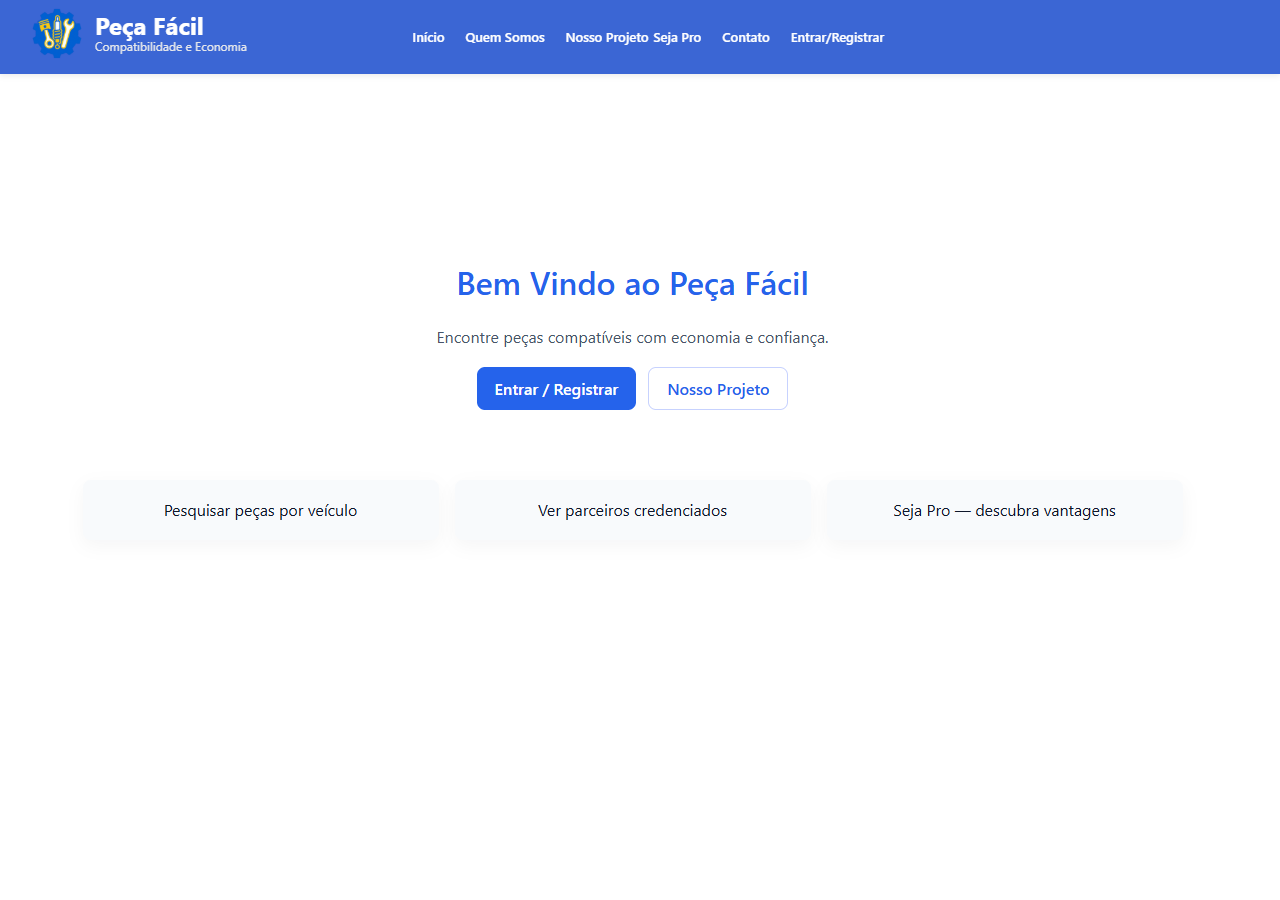 Peça Fácil
Compatibilidade e Economia
Início Quem Somos Nosso Projeto Seja Pro Contato Entrar/Registrar
Bem Vindo ao Peça Fácil
Encontre peças compatíveis com economia e confiança.
Entrar / Registrar Nosso Projeto
Pesquisar peças por veículo Ver parceiros credenciados Seja Pro — descubra vantagens